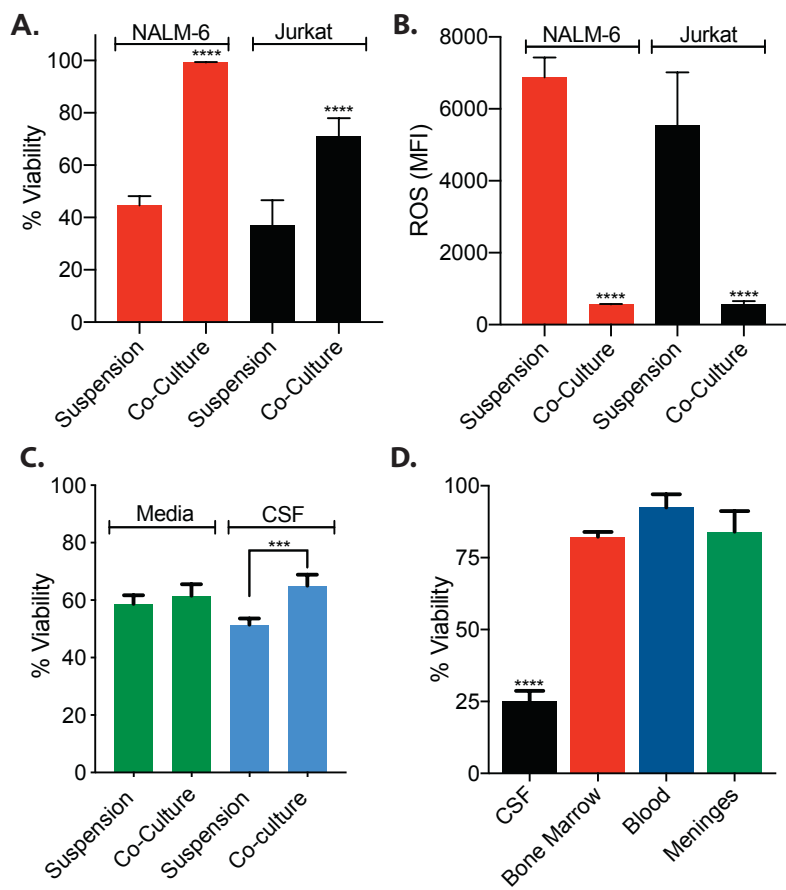 A.
NALM-6 Jurkat
**** ****
% Viability
100
80
60
40
20
0
Suspension
Co-Culture
Suspension
Co-Culture
B.
NALM-6 Jurkat
ROS (MFI)
8000
6000
4000
2000
0
**** ****
Suspension
Co-Culture
Suspension
Co-Culture
C.
Media CSF
***
% Viability
100
80
60
40
20
0
Suspension
Co-Culture
Suspension
Co-culture
D.
% Viability
100
75
50
25
0
****
CSF
Bone Marrow
Blood
Meninges